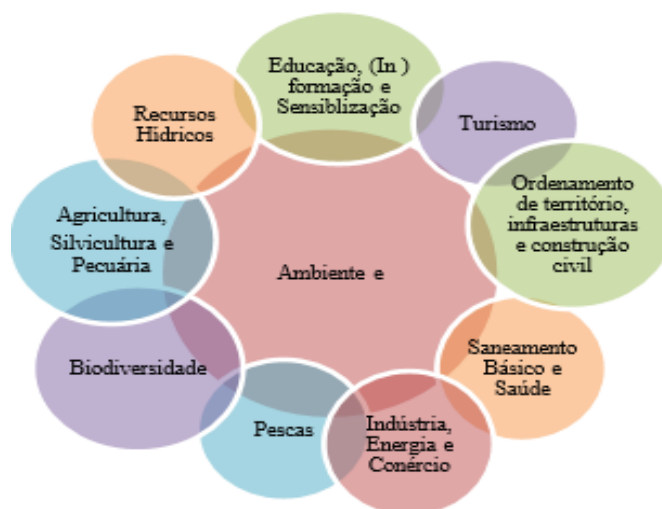 Educação, (In )
formação e
Sensiblização
Turismo
Ordenamento
de território,
infraestruturas
e construção
civil
Saneamento
Básico e
Saúde
Indústria,
Energia e
Conércio
Pescas
Biodiversidade
Agricultura,
Silvicultura e
Pecuária
Recursos
Hídricos
Ambiente e